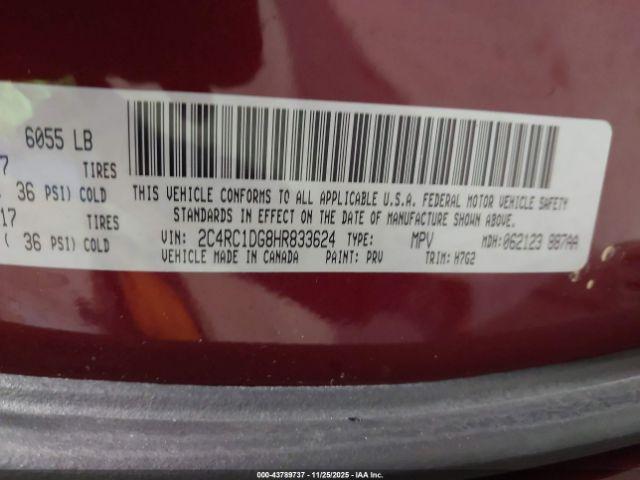 6055 LB
7 TIRES
36 PSI) COLD
17 TIRES
( 36 PSI) COLD
THIS VEHICLE CONFORMS TO ALL APPLICABLE U.S.A. FEDERAL MOTOR VEHICLE SAFETY
STANDARDS IN EFFECT ON THE DATE OF MANUFACTURE SHOWN ABOVE.
VIN: 2C4RC1DG8HR833624 TYPE: MPV MDH: 062123 987AA
VEHICLE MADE IN CANADA PAINT: PRV TRIM: H7G2
000-43789737 - 11/25/2025 - IAA Inc.